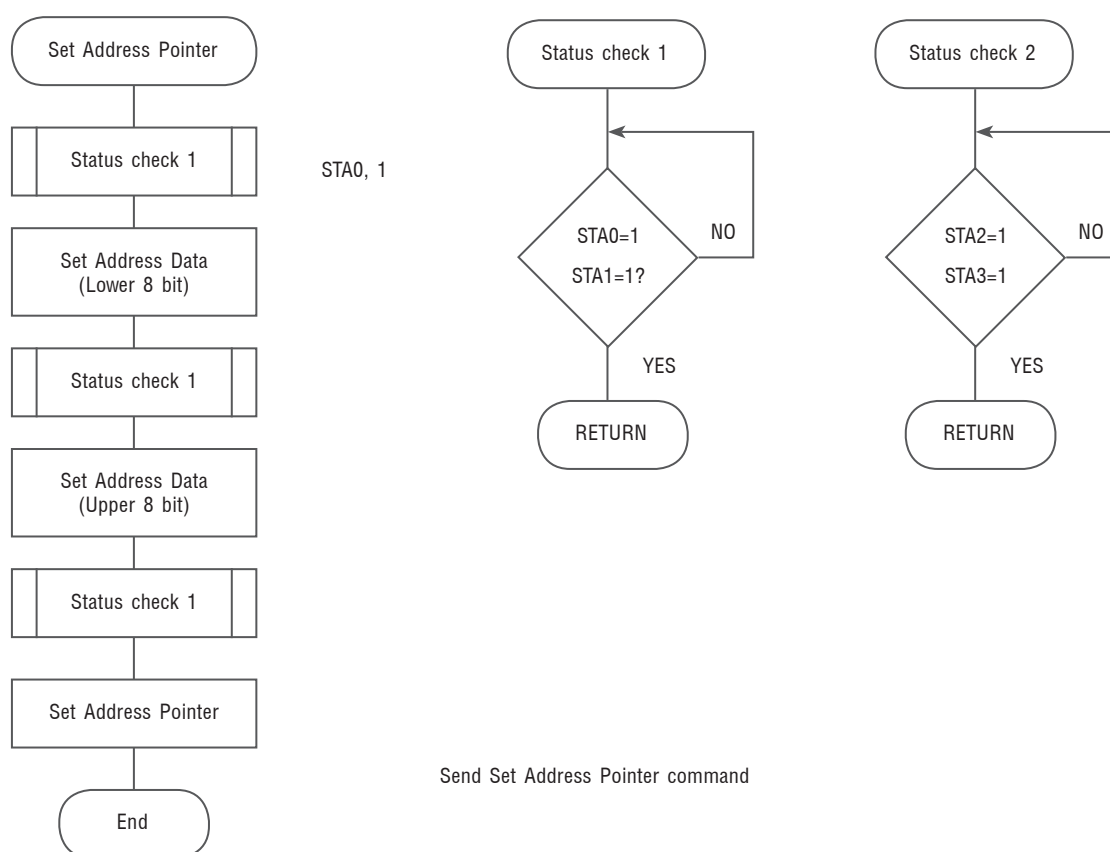 Set Address Pointer
Status check 1
Set Address Data
(Lower 8 bit)
Status check 1
Set Address Data
(Upper 8 bit)
Status check 1
Set Address Pointer
End
STA0, 1
Status check 1
STA0=1
STA1=1?
NO
YES
RETURN
Status check 2
STA2=1
STA3=1
NO
YES
RETURN
Send Set Address Pointer command